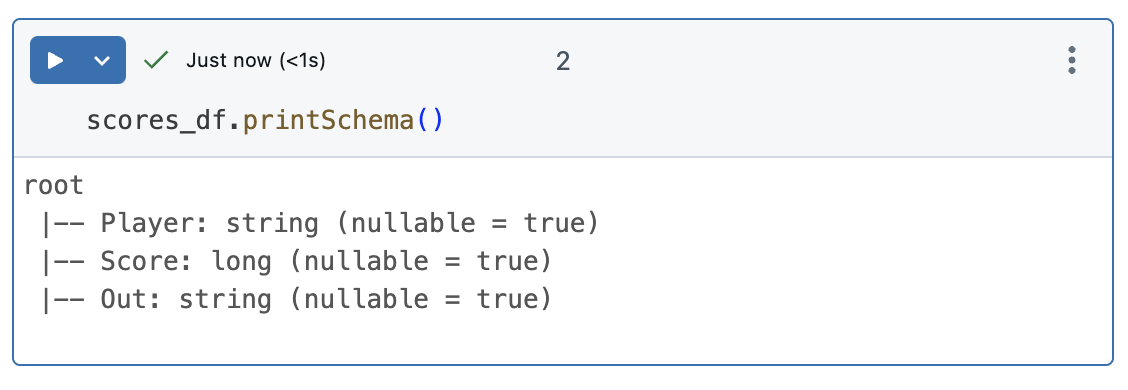 Just now (<1s)
2
scores_df.printSchema()
root
 |-- Player: string (nullable = true)
 |-- Score: long (nullable = true)
 |-- Out: string (nullable = true)